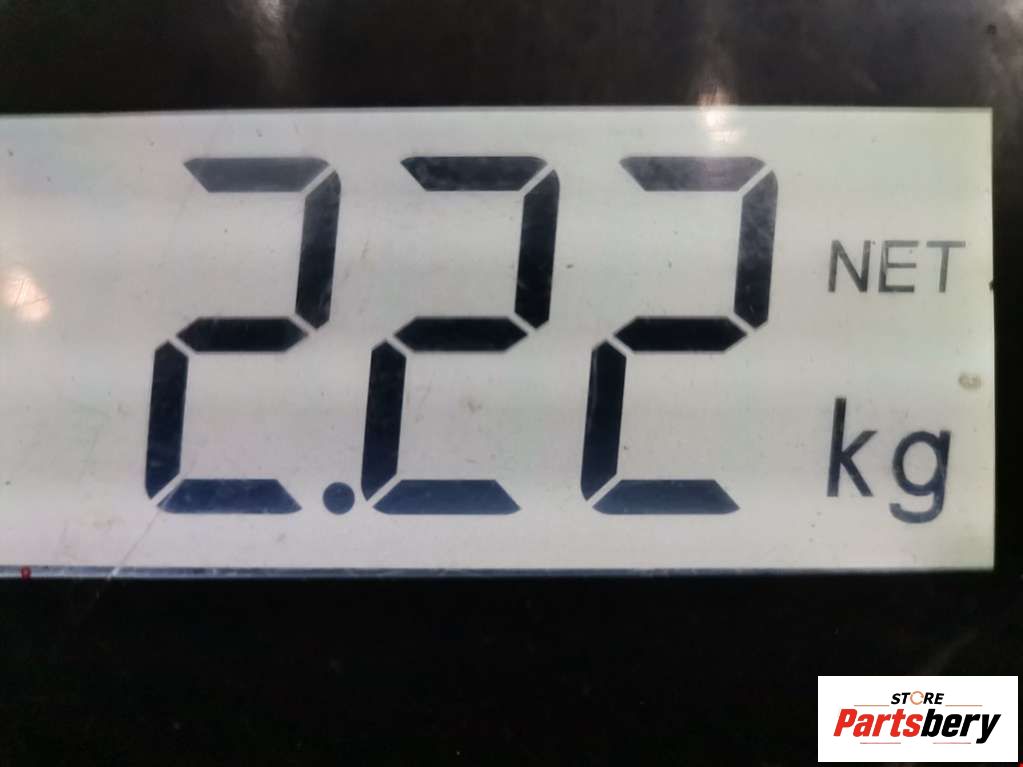 2.22
NET
kg
STORE
Partsbery